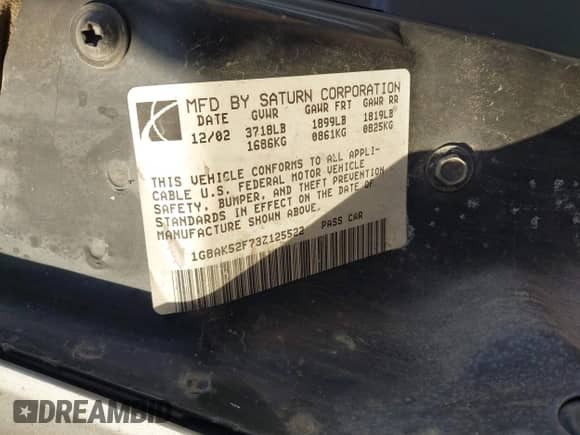 MFD BY SATURN CORPORATION
DATE GVWR GAWR FRT GAWR RR
12/02 3718LB 1899LB 1819LB
1686KG 0861KG 0825KG
THIS VEHICLE CONFORMS TO ALL APPLI-
CABLE U.S. FEDERAL MOTOR VEHICLE
SAFETY, BUMPER, AND THEFT PREVENTION
STANDARDS IN EFFECT ON THE DATE OF
MANUFACTURE SHOWN ABOVE.
1G8AK52F73Z125522 PASS CAR
DREAMBID